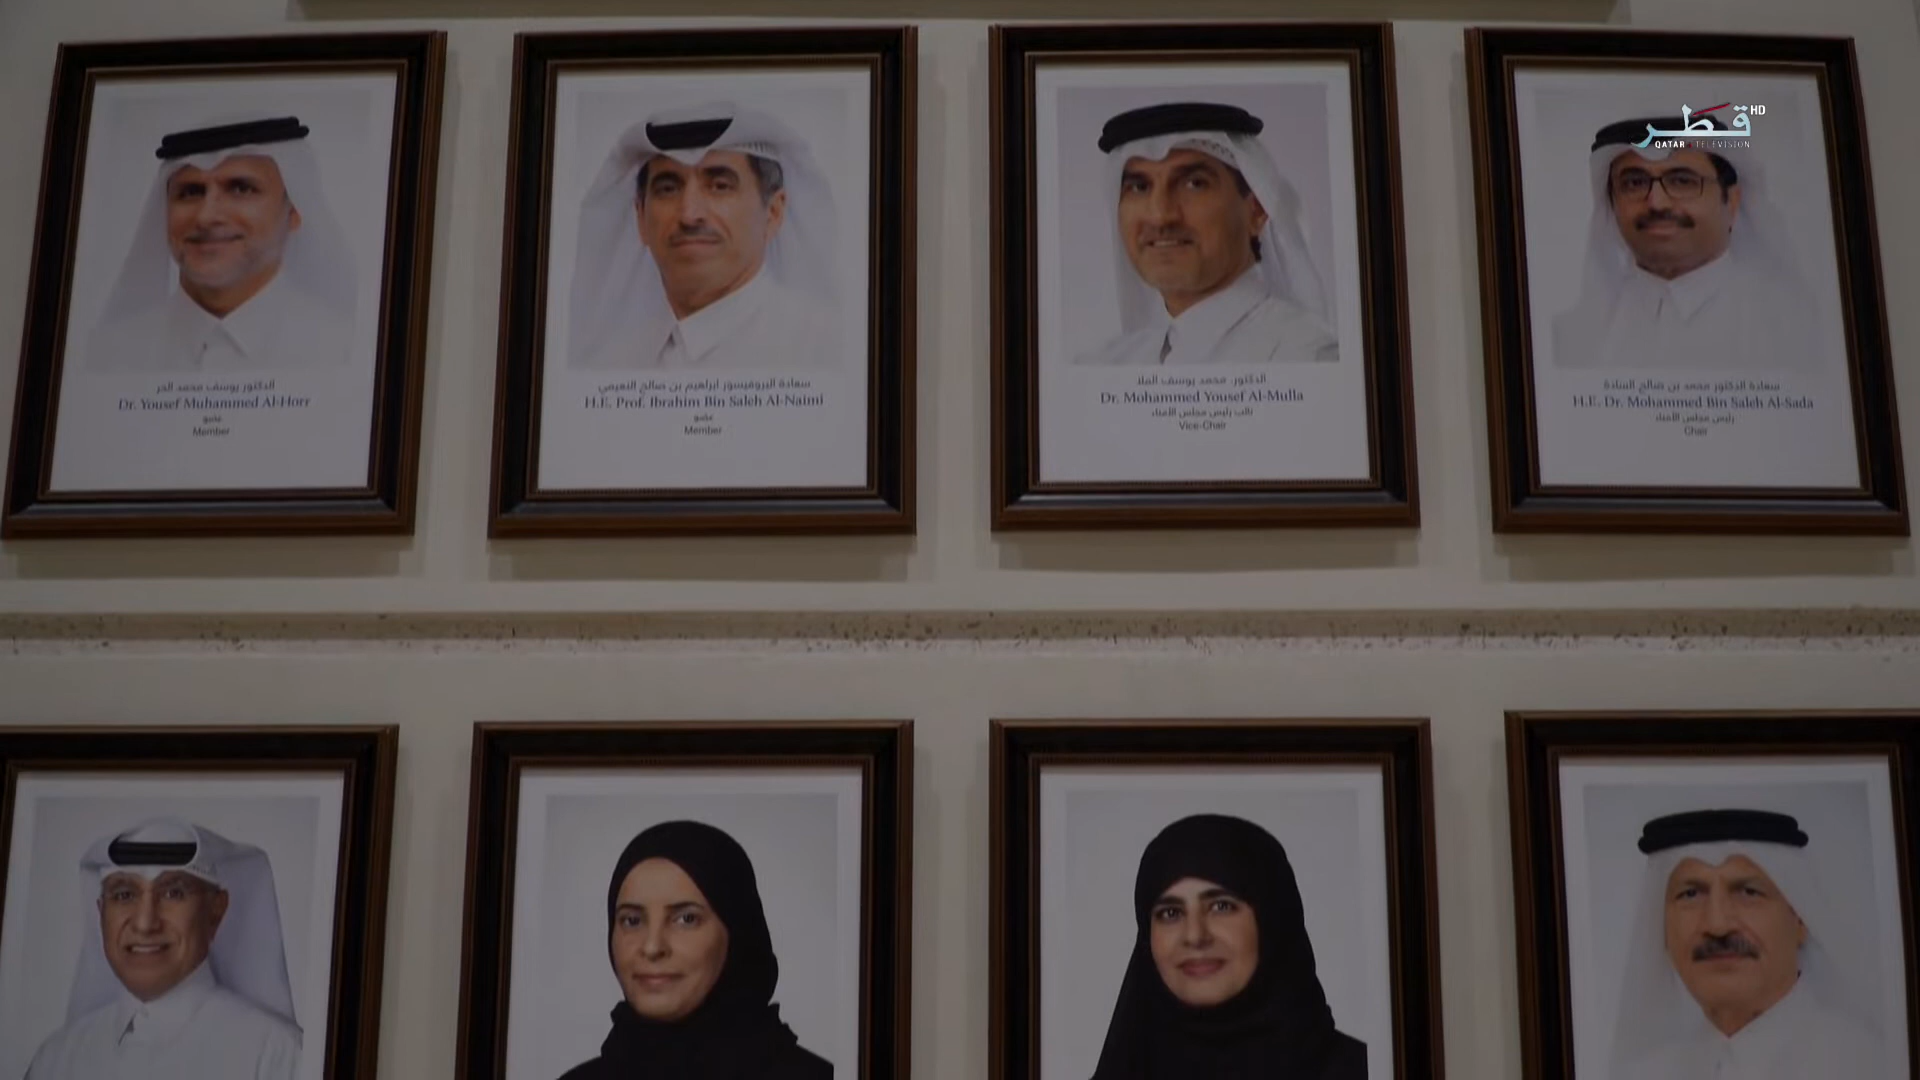 قطر HD
QATAR TELEVISION
الدكتور يوسف محمد الحر
Dr. Yousef Muhammed Al-Horr
عضو
Member
سعادة البروفيسور ابراهيم بن صالح النعيمي
H.E. Prof. Ibrahim Bin Saleh Al-Naimi
عضو
Member
الدكتور. محمد يوسف الملا
Dr. Mohammed Yousef Al-Mulla
نائب رئيس مجلس الأمناء
Vice-Chair
سعادة الدكتور محمد بن صالح السادة
H.E. Dr. Mohammed Bin Saleh Al-Sada
رئيس مجلس الأمناء
Chair